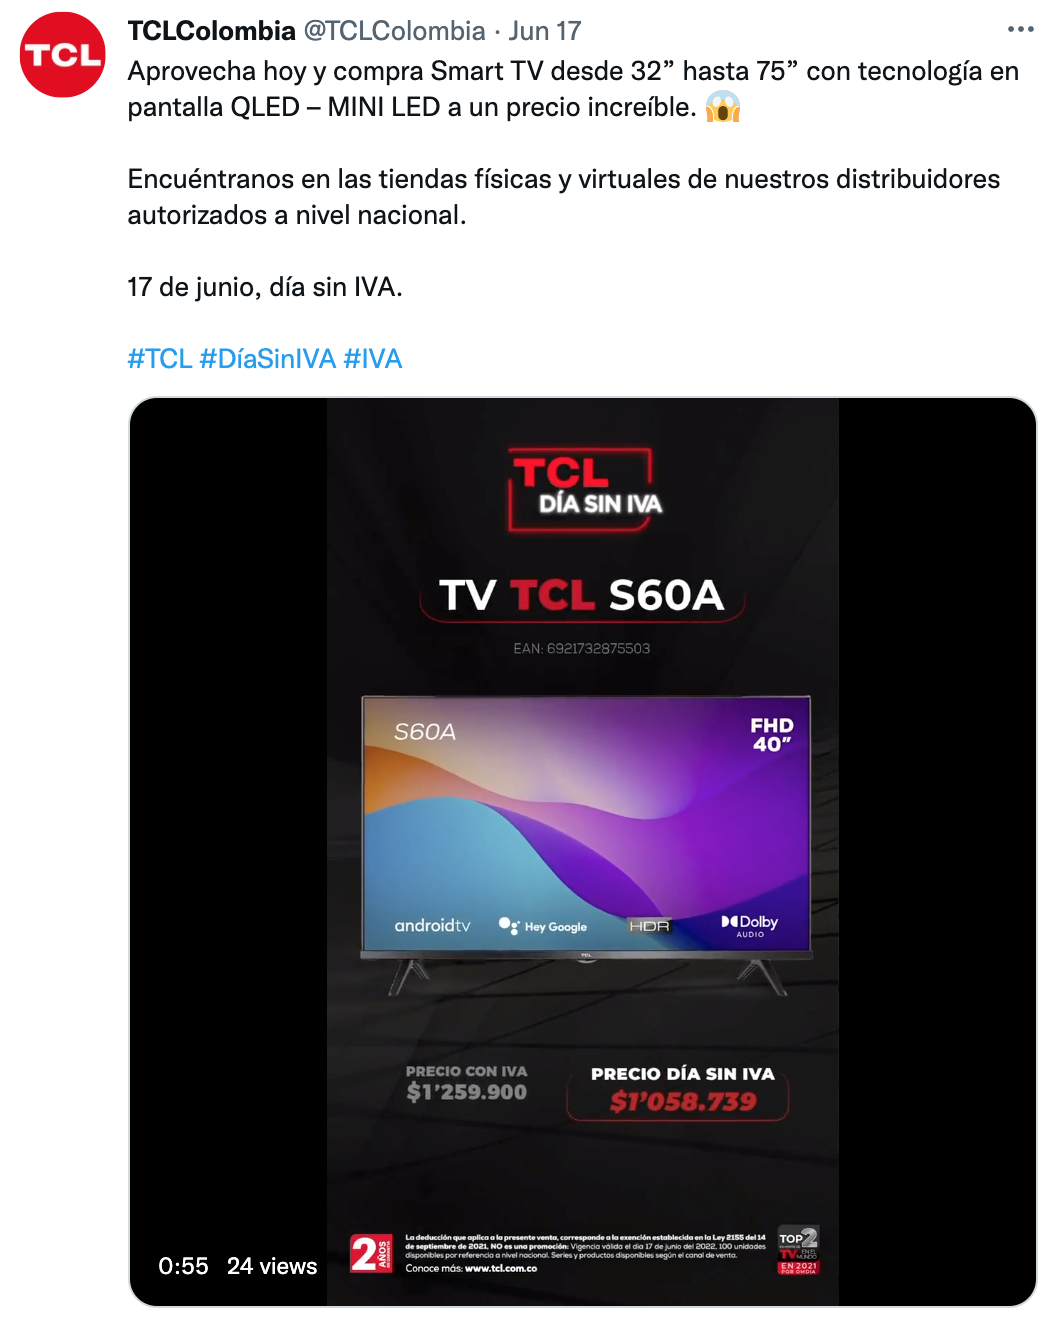 TCL
TCLColombia @TCLColombia · Jun 17
Aprovecha hoy y compra Smart TV desde 32” hasta 75” con tecnología en
pantalla QLED – MINI LED a un precio increíble. 😱
Encuéntranos en las tiendas físicas y virtuales de nuestros distribuidores
autorizados a nivel nacional.
17 de junio, día sin IVA.
#TCL #DíaSinIVA #IVA
TCL
DÍA SIN IVA
TV TCL S60A
EAN: 6921732875503
S60A
FHD
40”
androidtv
Hey Google
HDR
Dolby
AUDIO
TCL
PRECIO CON IVA
$1’259.900
PRECIO DÍA SIN IVA
$1’058.739
2 AÑOS
La deducción que aplica a la presente venta, corresponde a la exención establecida en la Ley 2155 del 14
de septiembre de 2021, NO es una promoción: Vigencia válida el dia 17 de junio del 2022, 100 unidades
disponibles por referencia a nivel nacional. Series y productos disponibles según el canal de venta.
Conoce más: www.tcl.com.co
TOP 2
TV EN EL
MUNDO
EN 2021
POR OMDIA
0:55 24 views